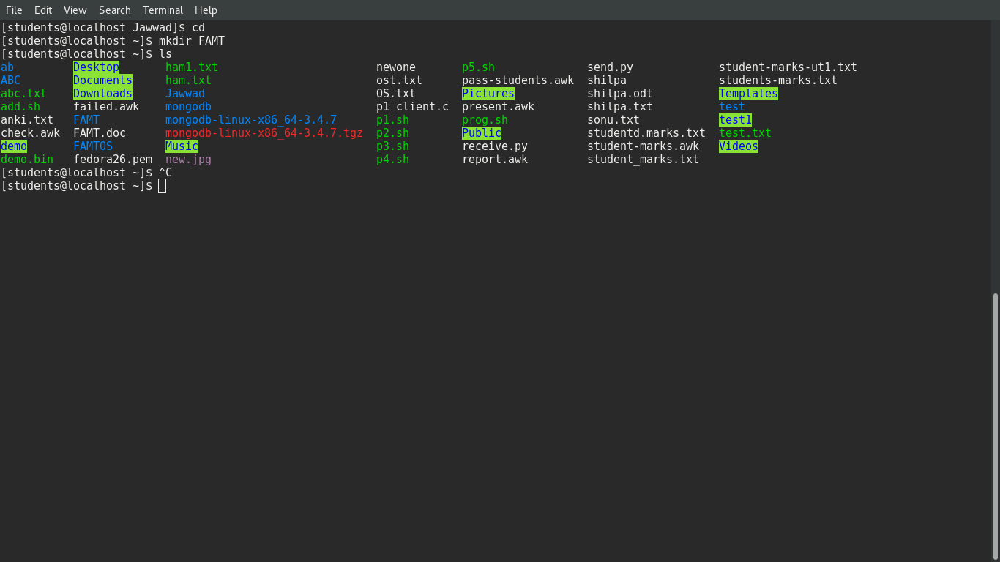 File Edit View Search Terminal Help
[students@localhost Jawwad]$ cd
[students@localhost ~]$ mkdir FAMT
[students@localhost ~]$ ls
ab Desktop ham1.txt newone p5.sh send.py student-marks-ut1.txt
ABC Documents ham.txt ost.txt pass-students.awk shilpa students-marks.txt
abc.txt Downloads Jawwad OS.txt Pictures shilpa.odt Templates
add.sh failed.awk mongodb p1_client.c present.awk shilpa.txt test
anki.txt FAMT mongodb-linux-x86_64-3.4.7 p1.sh prog.sh sonu.txt test1
check.awk FAMT.doc mongodb-linux-x86_64-3.4.7.tgz p2.sh Public studentd.marks.txt test.txt
demo FAMTOS Music p3.sh receive.py student-marks.awk Videos
demo.bin fedora26.pem new.jpg p4.sh report.awk student_marks.txt
[students@localhost ~]$ ^C
[students@localhost ~]$